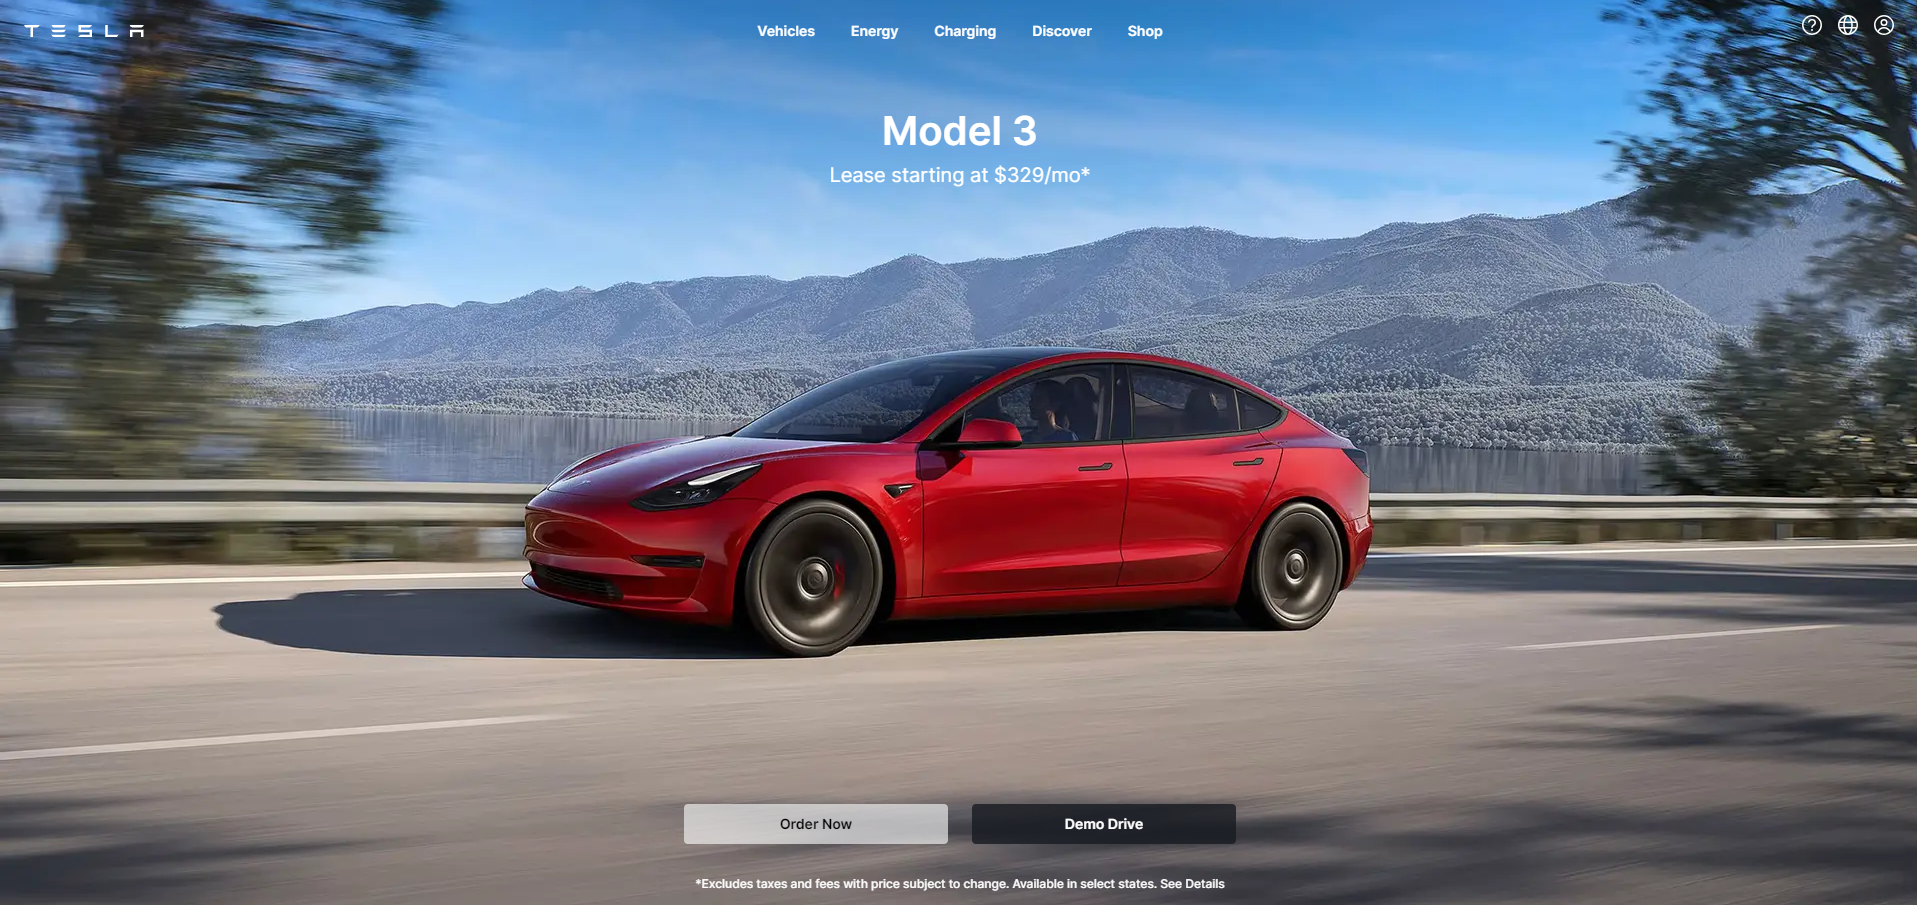 TESLA
Vehicles Energy Charging Discover Shop
Model 3
Lease starting at $329/mo*
Order Now
Demo Drive
*Excludes taxes and fees with price subject to change. Available in select states. See Details